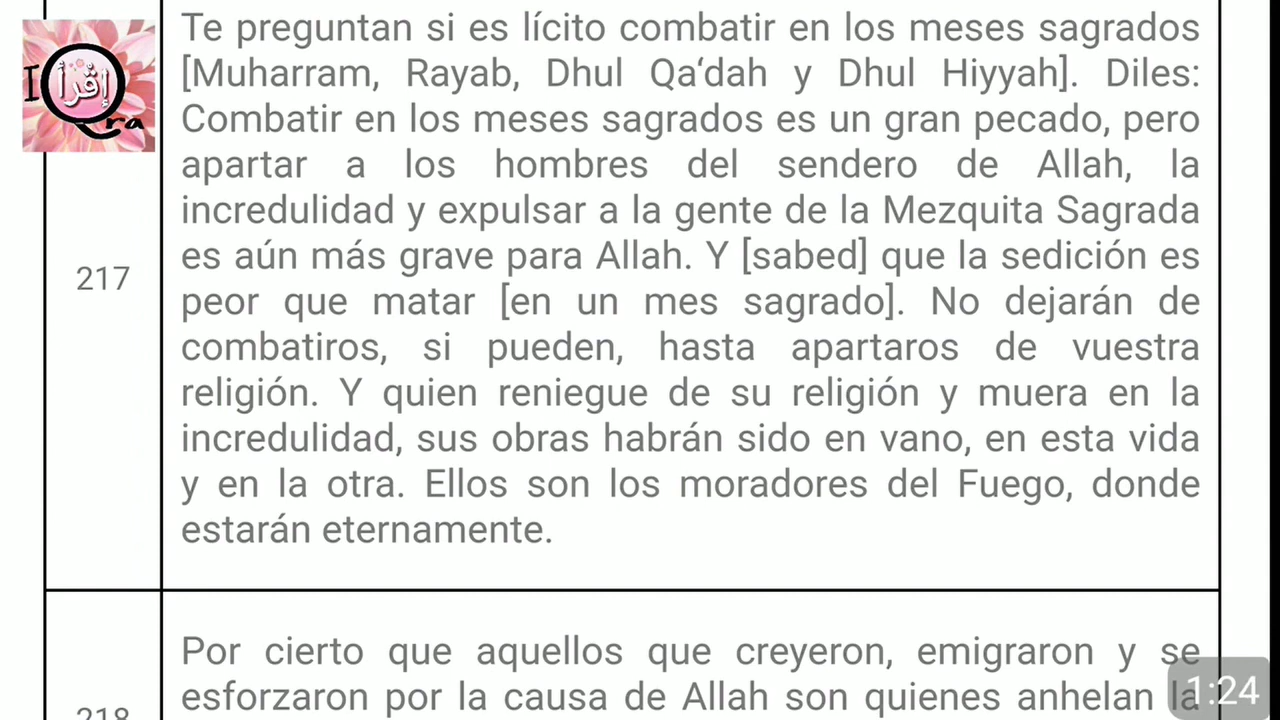 I
إقرأ
ra
217
Te preguntan si es lícito combatir en los meses sagrados
[Muharram, Rayab, Dhul Qa‘dah y Dhul Hiyyah]. Diles:
Combatir en los meses sagrados es un gran pecado, pero
apartar a los hombres del sendero de Allah, la
incredulidad y expulsar a la gente de la Mezquita Sagrada
es aún más grave para Allah. Y [sabed] que la sedición es
peor que matar [en un mes sagrado]. No dejarán de
combatiros, si pueden, hasta apartaros de vuestra
religión. Y quien reniegue de su religión y muera en la
incredulidad, sus obras habrán sido en vano, en esta vida
y en la otra. Ellos son los moradores del Fuego, donde
estarán eternamente.
218
Por cierto que aquellos que creyeron, emigraron y se
esforzaron por la causa de Allah son quienes anhelan la
1:24